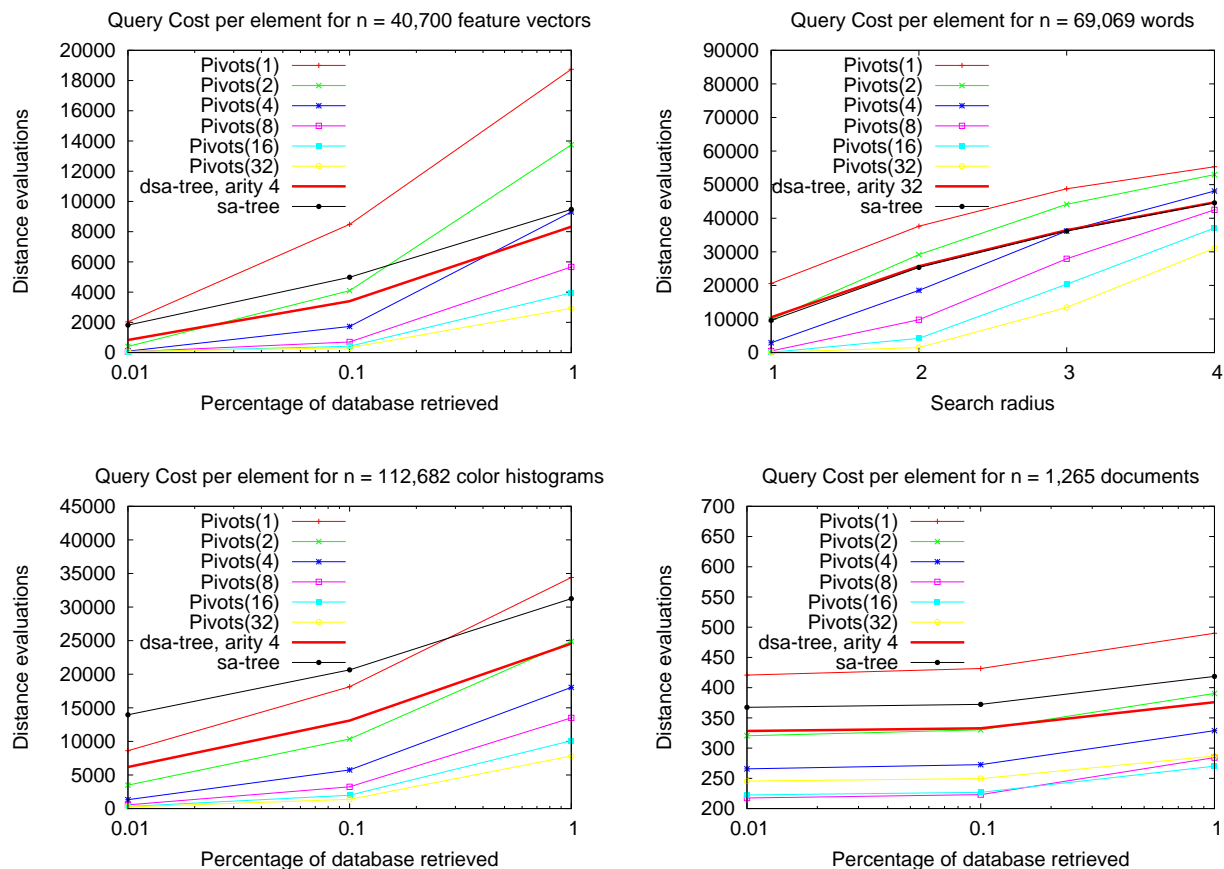 Query Cost per element for n = 40,700 feature vectors
20000
18000
16000
14000
12000
10000
8000
6000
4000
2000
0
Distance evaluations
Pivots(1)
Pivots(2)
Pivots(4)
Pivots(8)
Pivots(16)
Pivots(32)
dsa-tree, arity 4
sa-tree
0.01
0.1
1
Percentage of database retrieved
Query Cost per element for n = 69,069 words
90000
80000
70000
60000
50000
40000
30000
20000
10000
0
Distance evaluations
Pivots(1)
Pivots(2)
Pivots(4)
Pivots(8)
Pivots(16)
Pivots(32)
dsa-tree, arity 32
sa-tree
1
2
3
4
Search radius
Query Cost per element for n = 112,682 color histograms
45000
40000
35000
30000
25000
20000
15000
10000
5000
0
Distance evaluations
Pivots(1)
Pivots(2)
Pivots(4)
Pivots(8)
Pivots(16)
Pivots(32)
dsa-tree, arity 4
sa-tree
0.01
0.1
1
Percentage of database retrieved
Query Cost per element for n = 1,265 documents
700
650
600
550
500
450
400
350
300
250
200
Distance evaluations
Pivots(1)
Pivots(2)
Pivots(4)
Pivots(8)
Pivots(16)
Pivots(32)
dsa-tree, arity 4
sa-tree
0.01
0.1
1
Percentage of database retrieved